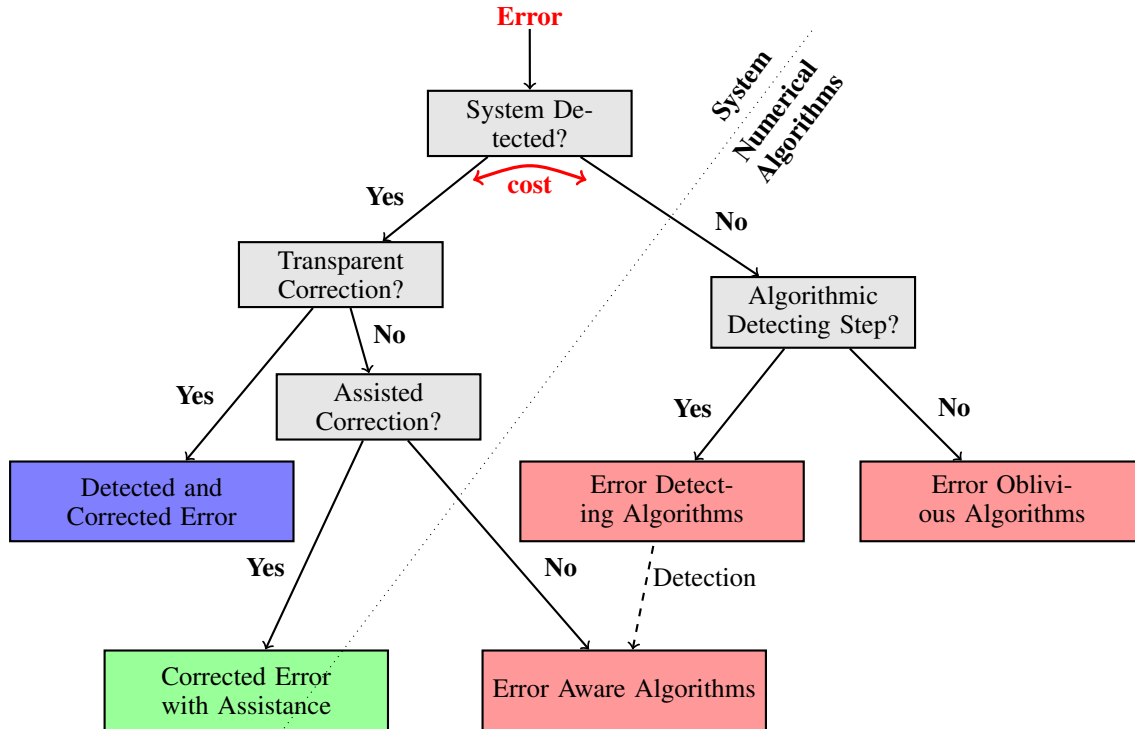 Error
System De-
tected?
System
Numerical
Algorithms
cost
Yes
No
Transparent
Correction?
Algorithmic
Detecting Step?
No
Yes
Assisted
Correction?
Yes
No
Detected and
Corrected Error
Error Detect-
ing Algorithms
Error Oblivi-
ous Algorithms
Yes
No
Detection
Corrected Error
with Assistance
Error Aware Algorithms